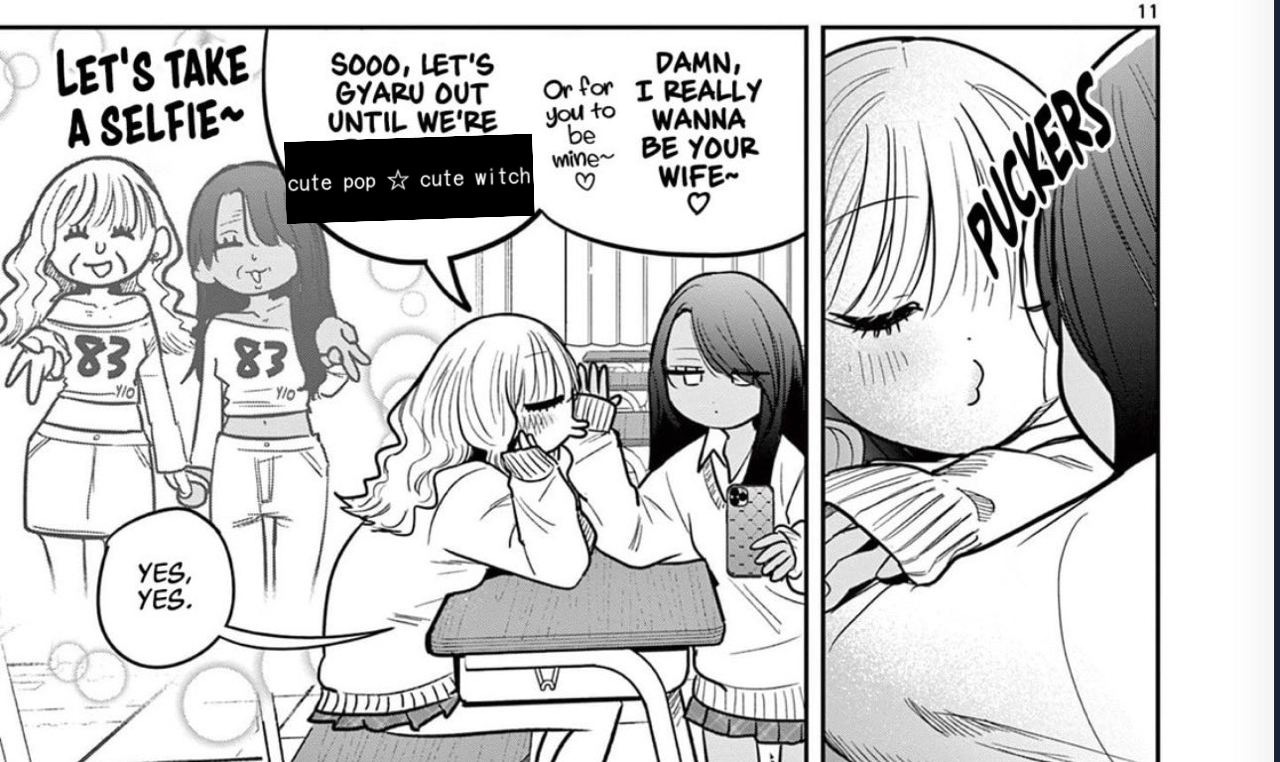 11
PUCKERS
DAMN,
I REALLY
WANNA
BE YOUR
WIFE~
♡
Or for
you to
be
mine~
♡
SOOO, LET'S
GYARU OUT
UNTIL WE'RE
cute pop ☆ cute witch
LET'S TAKE
A SELFIE~
83
Y/O
83
Y/O
YES,
YES.